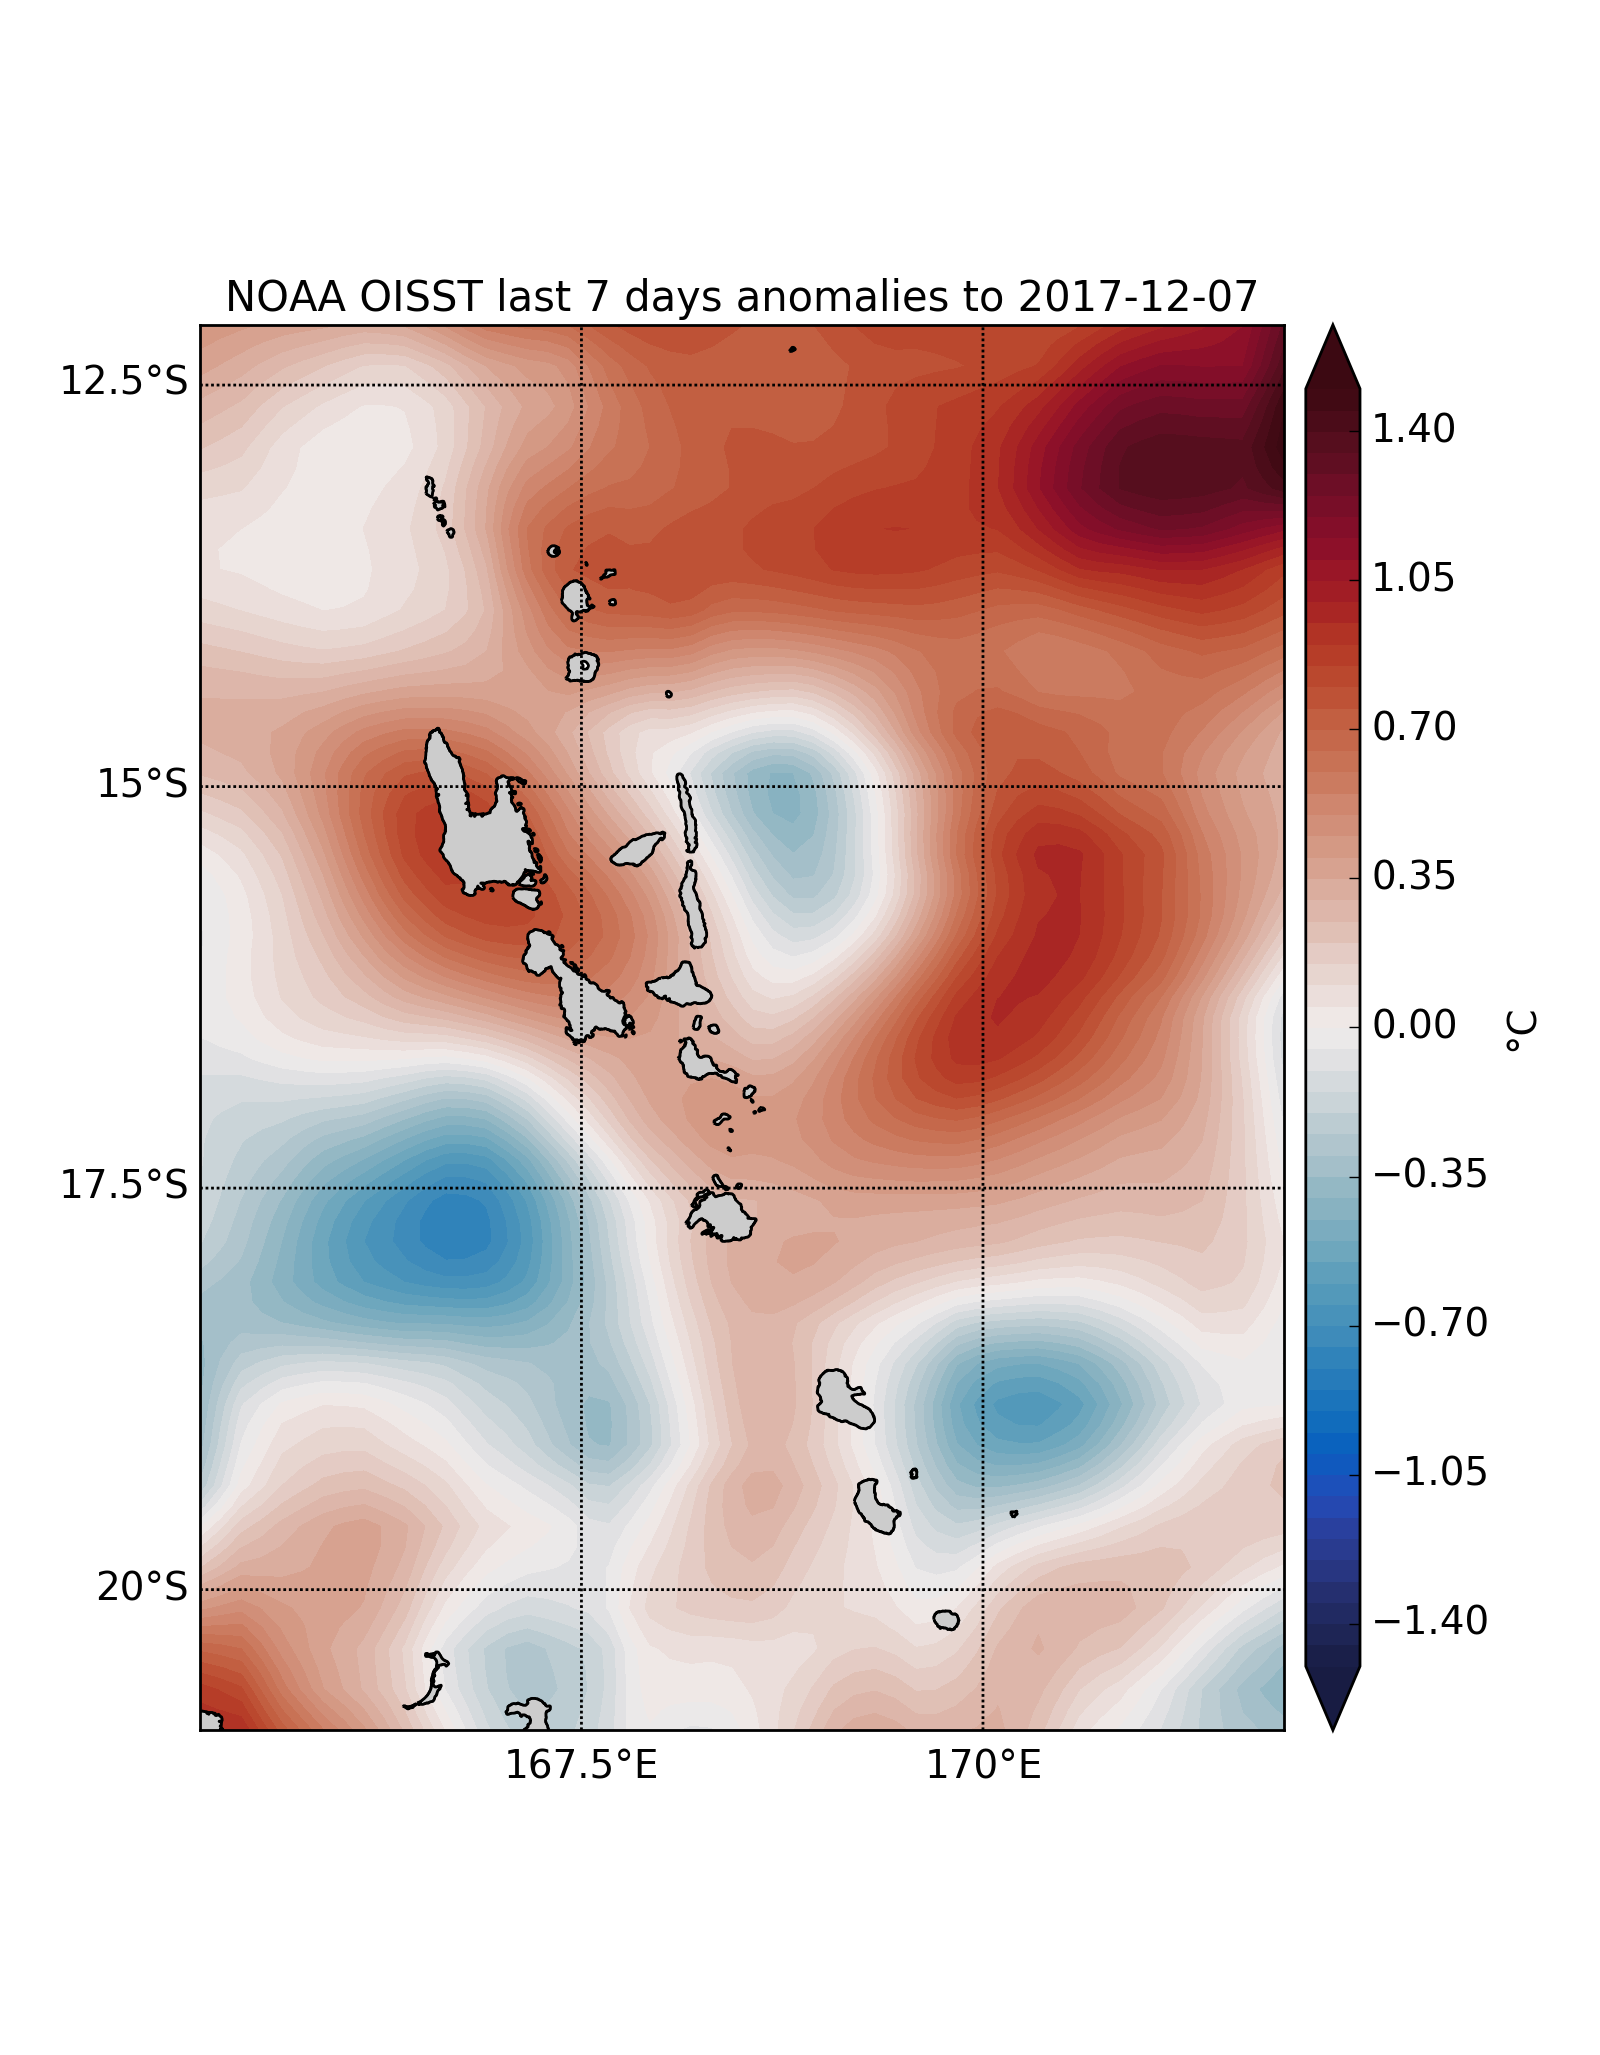 NOAA OISST last 7 days anomalies to 2017-12-07
12.5°S
15°S
17.5°S
20°S
167.5°E
170°E
1.40
1.05
0.70
0.35
0.00
−0.35
−0.70
−1.05
−1.40
°C